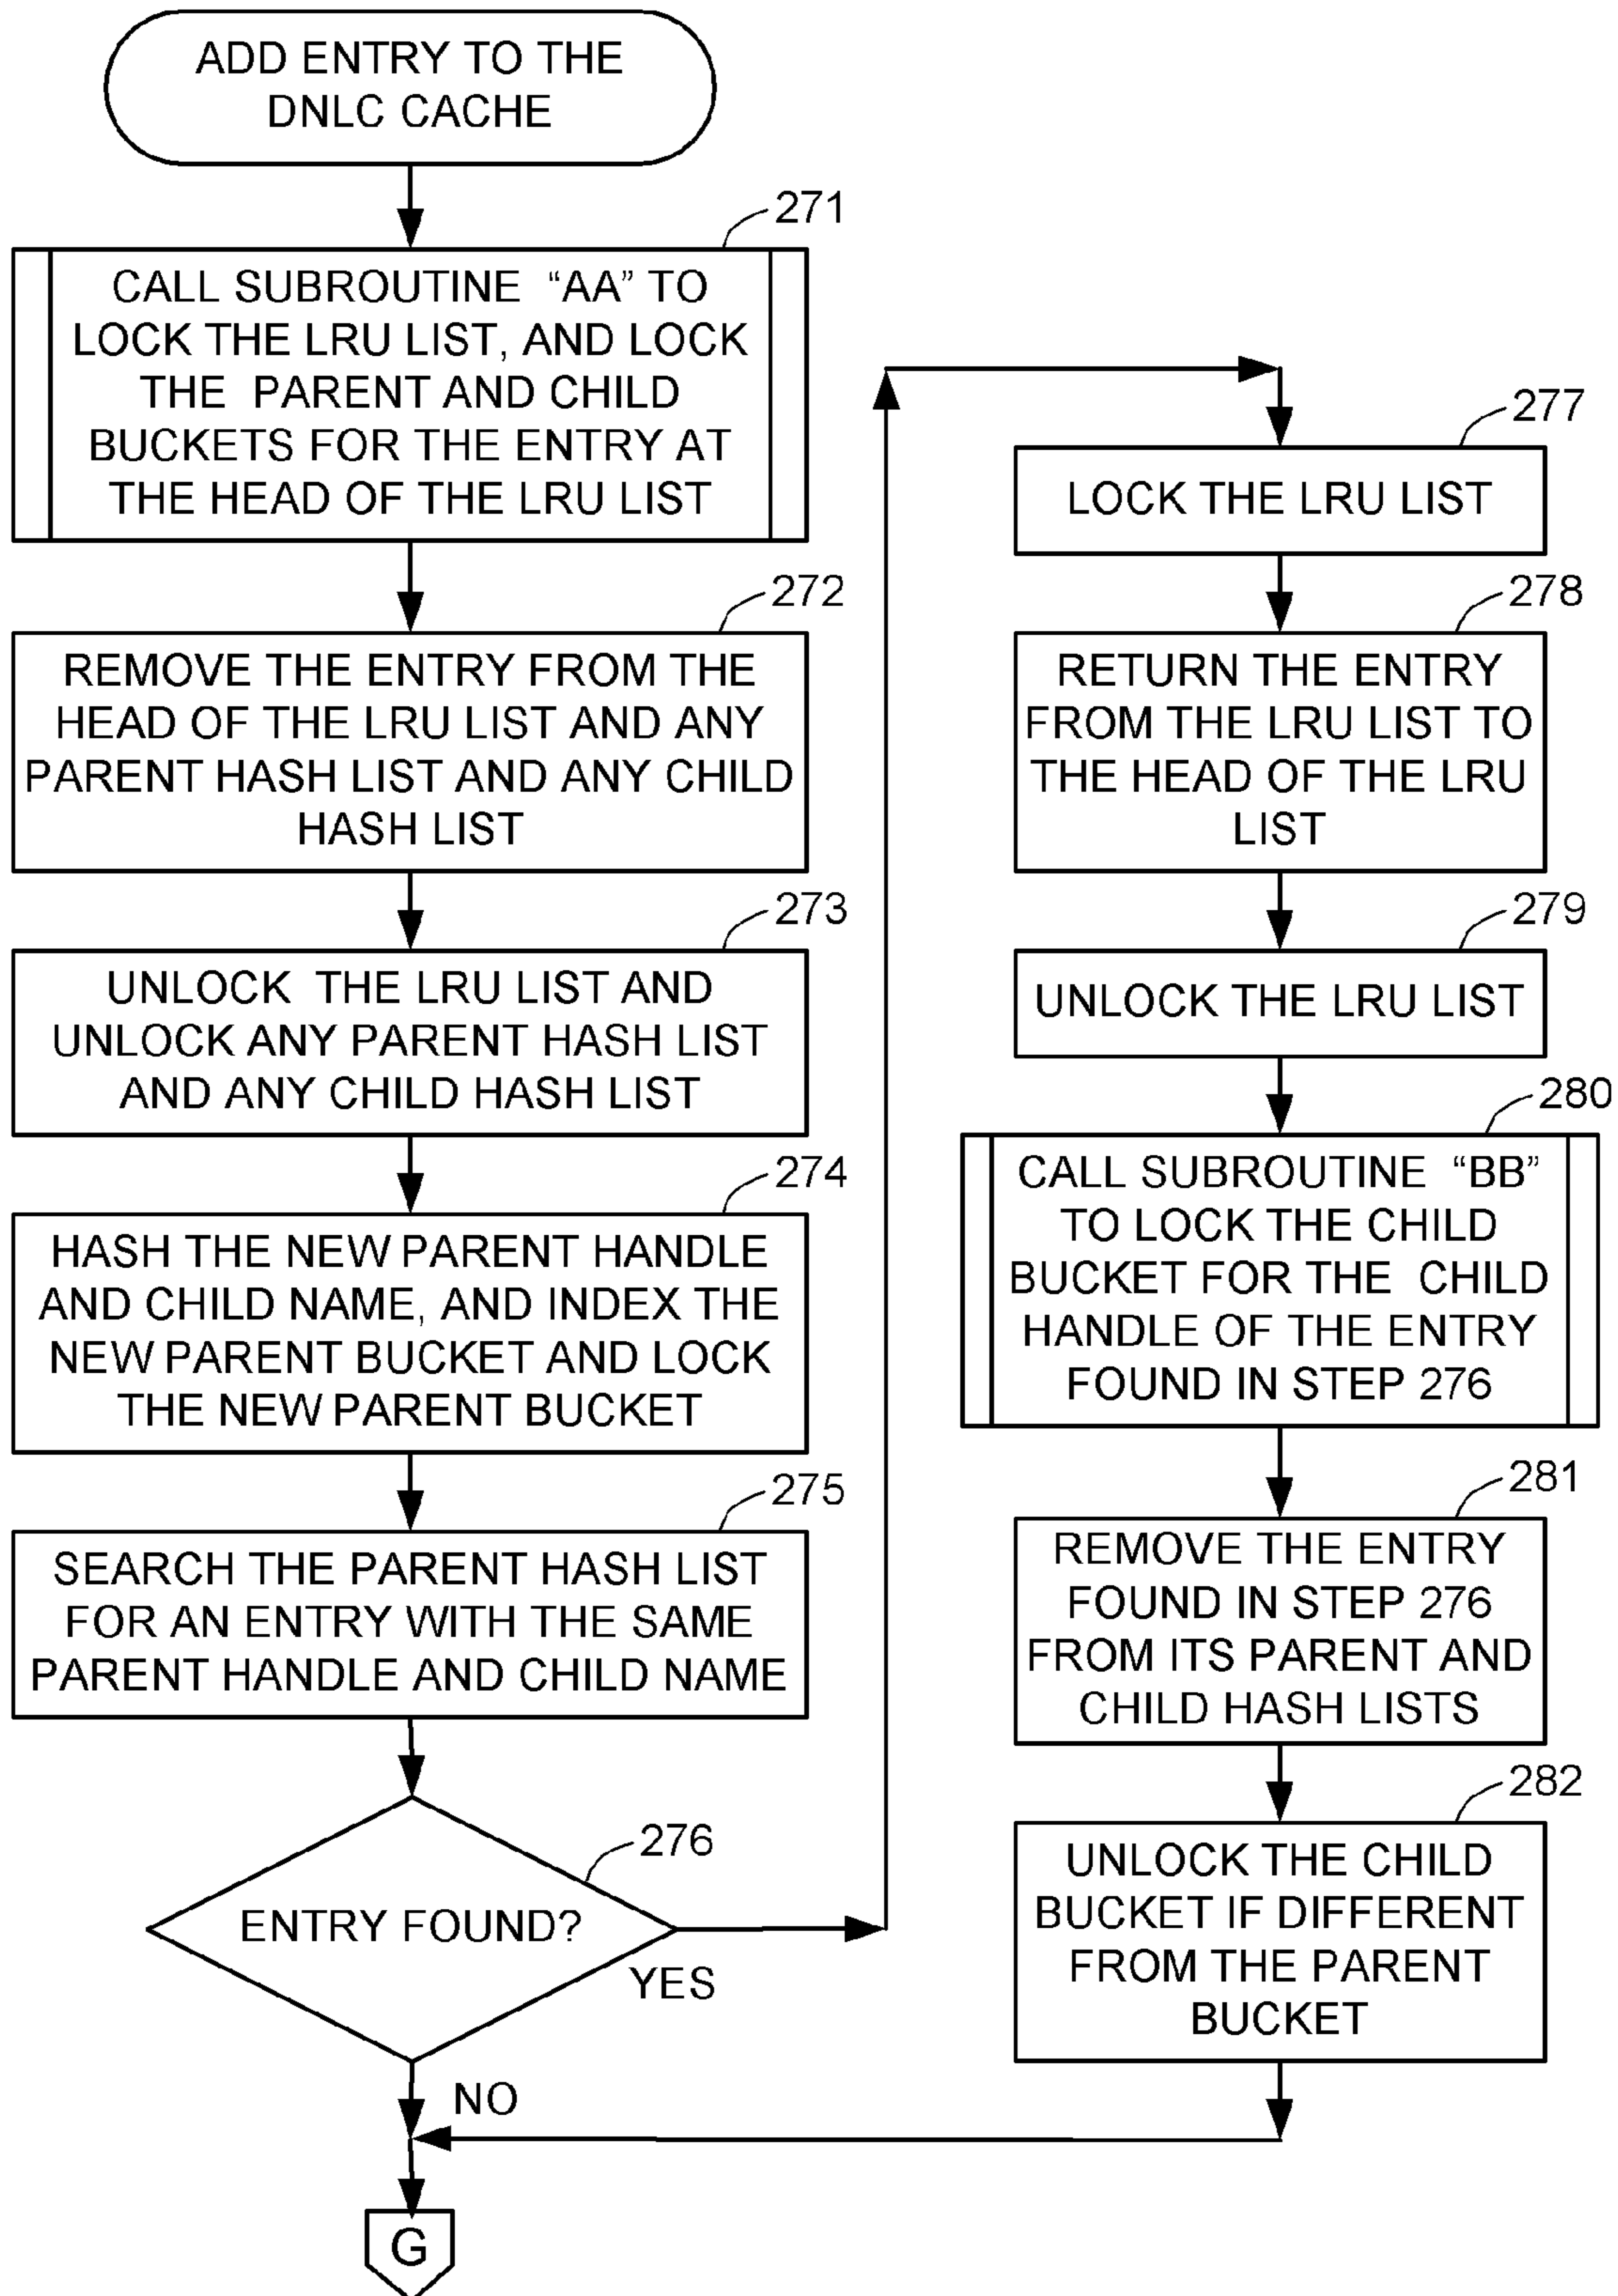 ADD ENTRY TO THE
DNLC CACHE
271
CALL SUBROUTINE “AA” TO
LOCK THE LRU LIST, AND LOCK
THE PARENT AND CHILD
BUCKETS FOR THE ENTRY AT
THE HEAD OF THE LRU LIST
272
REMOVE THE ENTRY FROM THE
HEAD OF THE LRU LIST AND ANY
PARENT HASH LIST AND ANY CHILD
HASH LIST
273
UNLOCK THE LRU LIST AND
UNLOCK ANY PARENT HASH LIST
AND ANY CHILD HASH LIST
274
HASH THE NEW PARENT HANDLE
AND CHILD NAME, AND INDEX THE
NEW PARENT BUCKET AND LOCK
THE NEW PARENT BUCKET
275
SEARCH THE PARENT HASH LIST
FOR AN ENTRY WITH THE SAME
PARENT HANDLE AND CHILD NAME
276
ENTRY FOUND?
YES
NO
277
LOCK THE LRU LIST
278
RETURN THE ENTRY
FROM THE LRU LIST TO
THE HEAD OF THE LRU
LIST
279
UNLOCK THE LRU LIST
280
CALL SUBROUTINE “BB”
TO LOCK THE CHILD
BUCKET FOR THE CHILD
HANDLE OF THE ENTRY
FOUND IN STEP 276
281
REMOVE THE ENTRY
FOUND IN STEP 276
FROM ITS PARENT AND
CHILD HASH LISTS
282
UNLOCK THE CHILD
BUCKET IF DIFFERENT
FROM THE PARENT
BUCKET
G